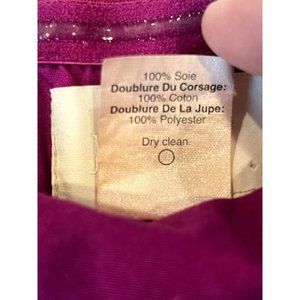 100% Soie
Doublure Du Corsage:
100% Coton
Doublure De La Jupe:
100% Polyester
Dry clean